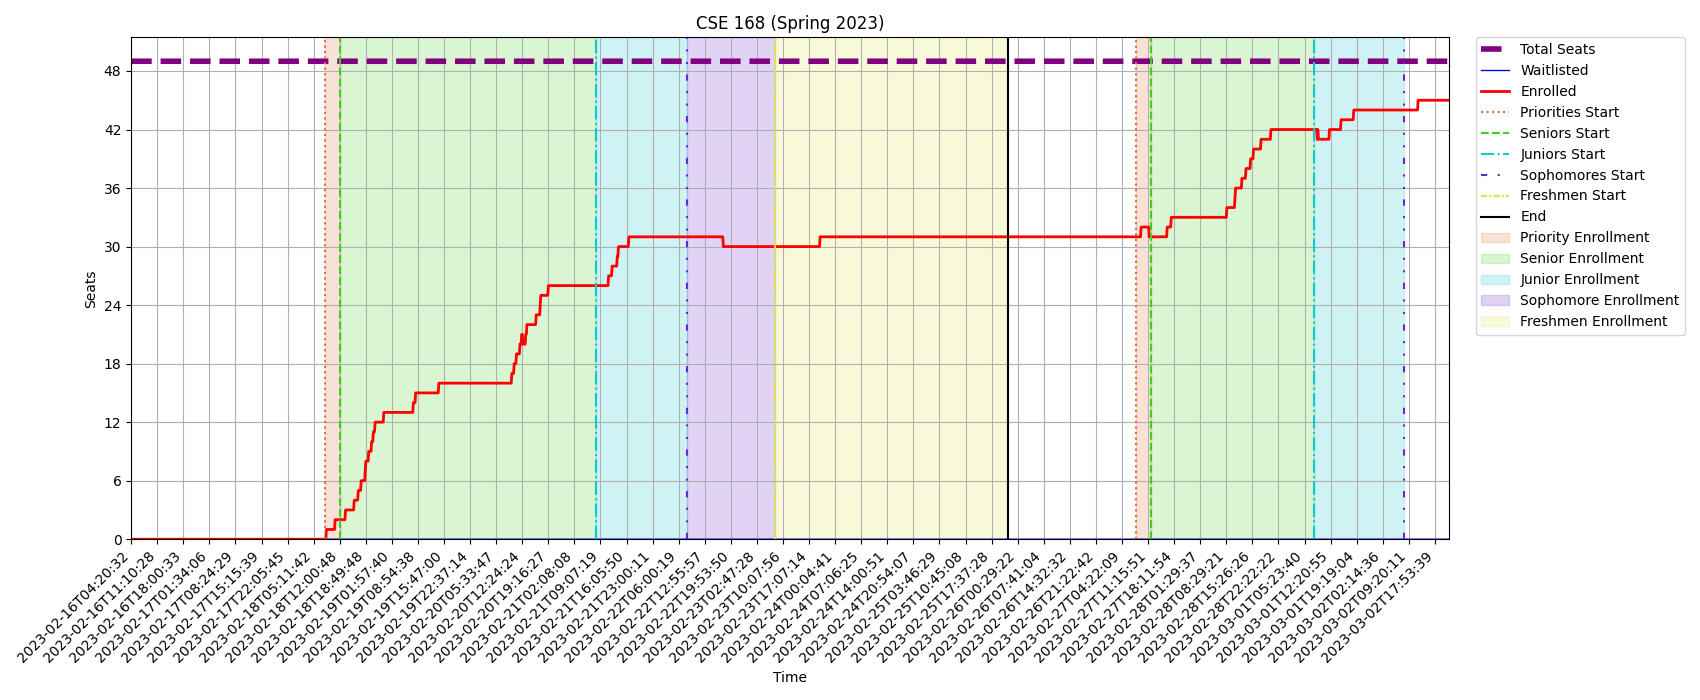 CSE 168 (Spring 2023)
Total Seats
Waitlisted
Enrolled
Priorities Start
Seniors Start
Juniors Start
Sophomores Start
Freshmen Start
End
Priority Enrollment
Senior Enrollment
Junior Enrollment
Sophomore Enrollment
Freshmen Enrollment
Seats
48
42
36
30
24
18
12
6
0
2023-02-16T04:20:32
2023-02-16T11:10:28
2023-02-16T18:00:33
2023-02-17T01:34:06
2023-02-17T08:24:29
2023-02-17T15:15:39
2023-02-17T22:05:45
2023-02-18T05:11:42
2023-02-18T12:00:48
2023-02-18T18:49:48
2023-02-19T01:57:40
2023-02-19T08:54:38
2023-02-19T15:47:00
2023-02-19T22:37:14
2023-02-20T05:33:47
2023-02-20T12:24:24
2023-02-20T19:16:27
2023-02-21T02:08:08
2023-02-21T09:07:19
2023-02-21T16:05:50
2023-02-21T23:00:11
2023-02-22T06:00:19
2023-02-22T12:55:57
2023-02-22T19:53:50
2023-02-23T02:47:28
2023-02-23T10:07:56
2023-02-23T17:07:14
2023-02-24T00:04:41
2023-02-24T07:06:25
2023-02-24T14:00:51
2023-02-24T20:54:07
2023-02-25T03:46:29
2023-02-25T10:45:08
2023-02-25T17:37:28
2023-02-26T00:29:22
2023-02-26T07:41:04
2023-02-26T14:32:32
2023-02-26T21:22:42
2023-02-27T04:22:09
2023-02-27T11:15:51
2023-02-27T18:11:54
2023-02-28T01:29:37
2023-02-28T08:29:21
2023-02-28T15:26:26
2023-02-28T22:22:22
2023-03-01T05:23:40
2023-03-01T12:20:55
2023-03-01T19:19:04
2023-03-02T02:14:36
2023-03-02T09:20:11
2023-03-02T17:53:39
Time